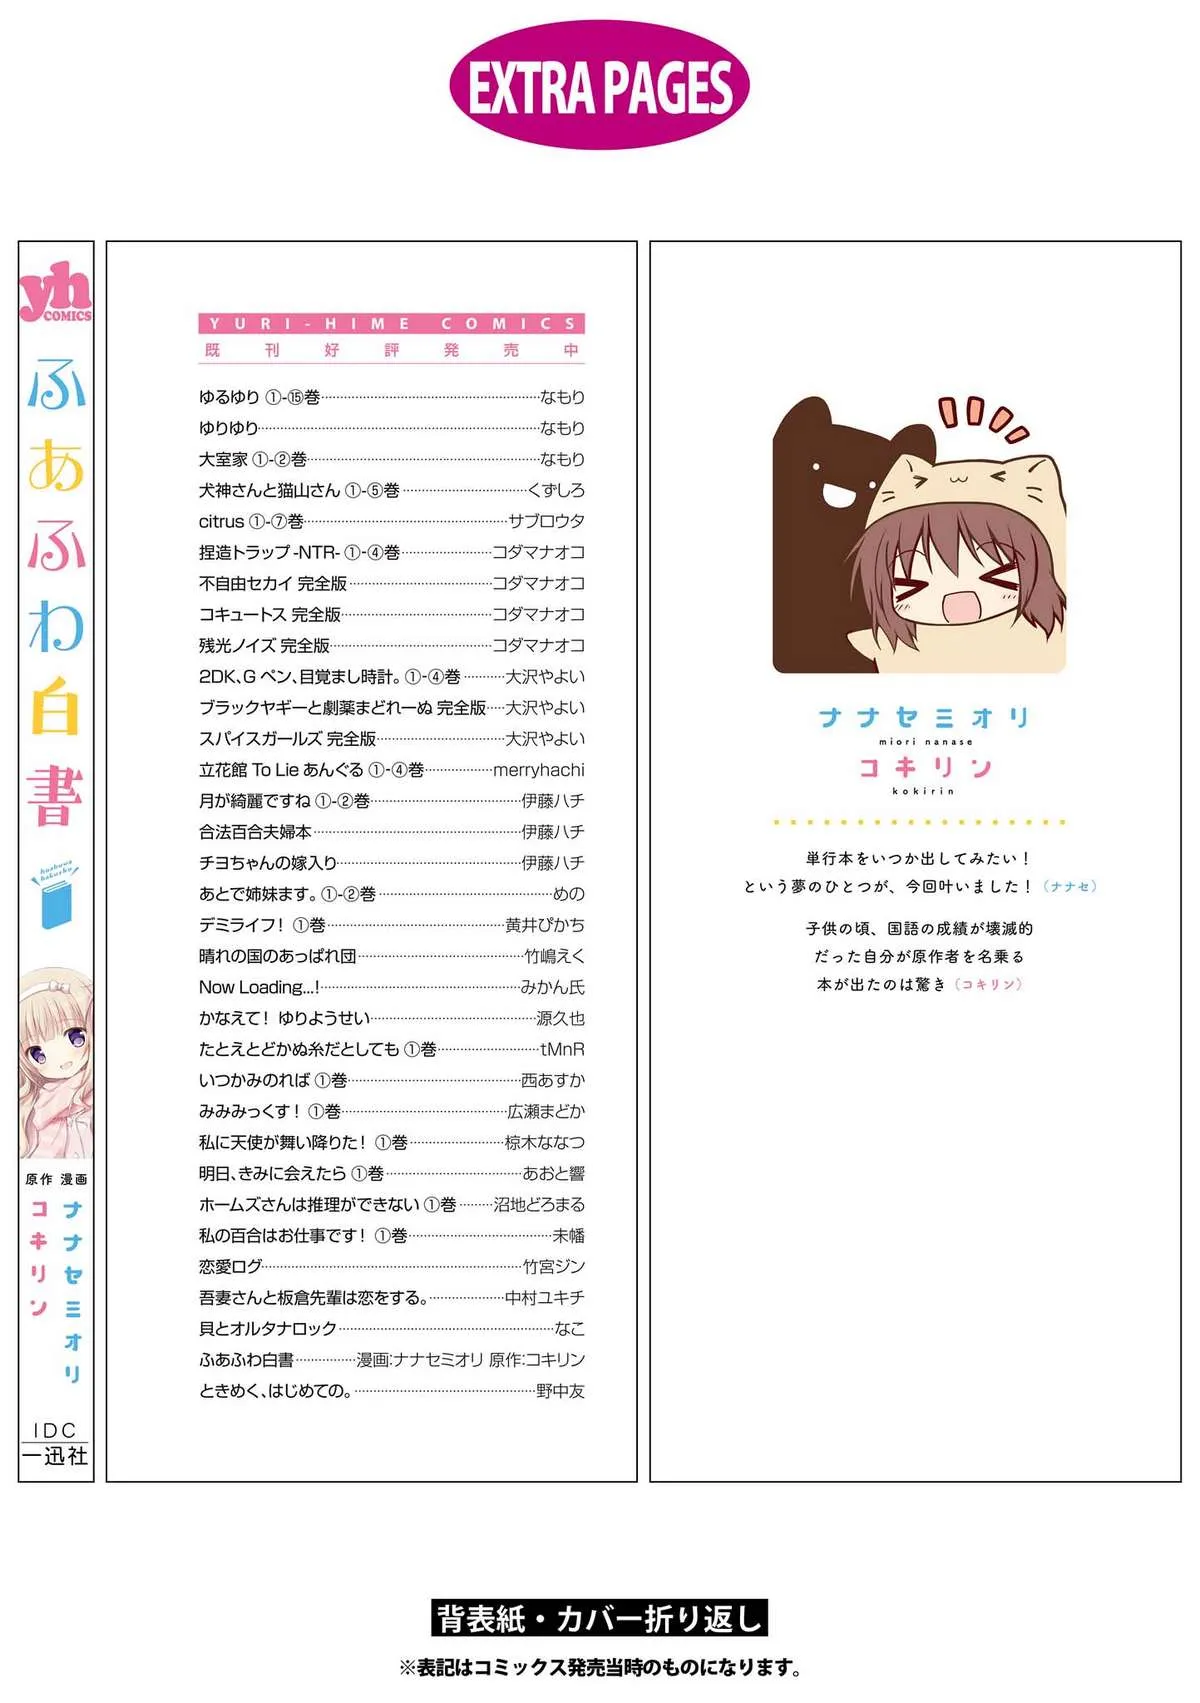 EXTRA PAGES
yh
COMICS
ふあふわ白書
huahuwa
hakusho
原作 漫画
コキリン
ナナセミオリ
IDC
一迅社
YURI-HIME COMICS
既刊好評発売中
ゆるゆり ①-⑮巻……なもり
ゆりゆり……なもり
大室家 ①-②巻……なもり
犬神さんと猫山さん ①-⑤巻……くずしろ
citrus ①-⑦巻……サブロウタ
捏造トラップ-NTR- ①-④巻……コダマナオコ
不自由セカイ 完全版……コダマナオコ
コキュートス 完全版……コダマナオコ
残光ノイズ 完全版……コダマナオコ
2DK、Gペン、目覚まし時計。 ①-④巻……大沢やよい
ブラックヤギーと劇薬まどれーぬ 完全版……大沢やよい
スパイスガールズ 完全版……大沢やよい
立花館 To Lie あんぐる ①-④巻……merryhachi
月が綺麗ですね ①-②巻……伊藤ハチ
合法百合夫婦本……伊藤ハチ
チヨちゃんの嫁入り……伊藤ハチ
あとで姉妹ます。 ①-②巻……めの
デミライフ！ ①巻……黄井ぴかち
晴れの国のあっぱれ団……竹嶋えく
Now Loading...!……みかん氏
かなえて！ ゆりようせい……源久也
たとえとどかぬ糸だとしても ①巻……tMnR
いつかみのれば ①巻……西あすか
みみみっくす！ ①巻……広瀬まどか
私に天使が舞い降りた！ ①巻……椋木ななつ
明日、きみに会えたら ①巻……あおと響
ホームズさんは推理ができない ①巻……沼地どろまる
私の百合はお仕事です！ ①巻……未幡
恋愛ログ……竹宮ジン
吾妻さんと板倉先輩は恋をする。……中村ユキチ
貝とオルタナロック……なこ
ふあふわ白書……漫画:ナナセミオリ 原作:コキリン
ときめく、はじめての。……野中友
ナナセミオリ
miori nanase
コキリン
kokirin
単行本をいつか出してみたい！
という夢のひとつが、今回叶いました！（ナナセ）
子供の頃、国語の成績が壊滅的
だった自分が原作者を名乗る
本が出たのは驚き（コキリン）
背表紙・カバー折り返し
※表記はコミックス発売当時のものになります。